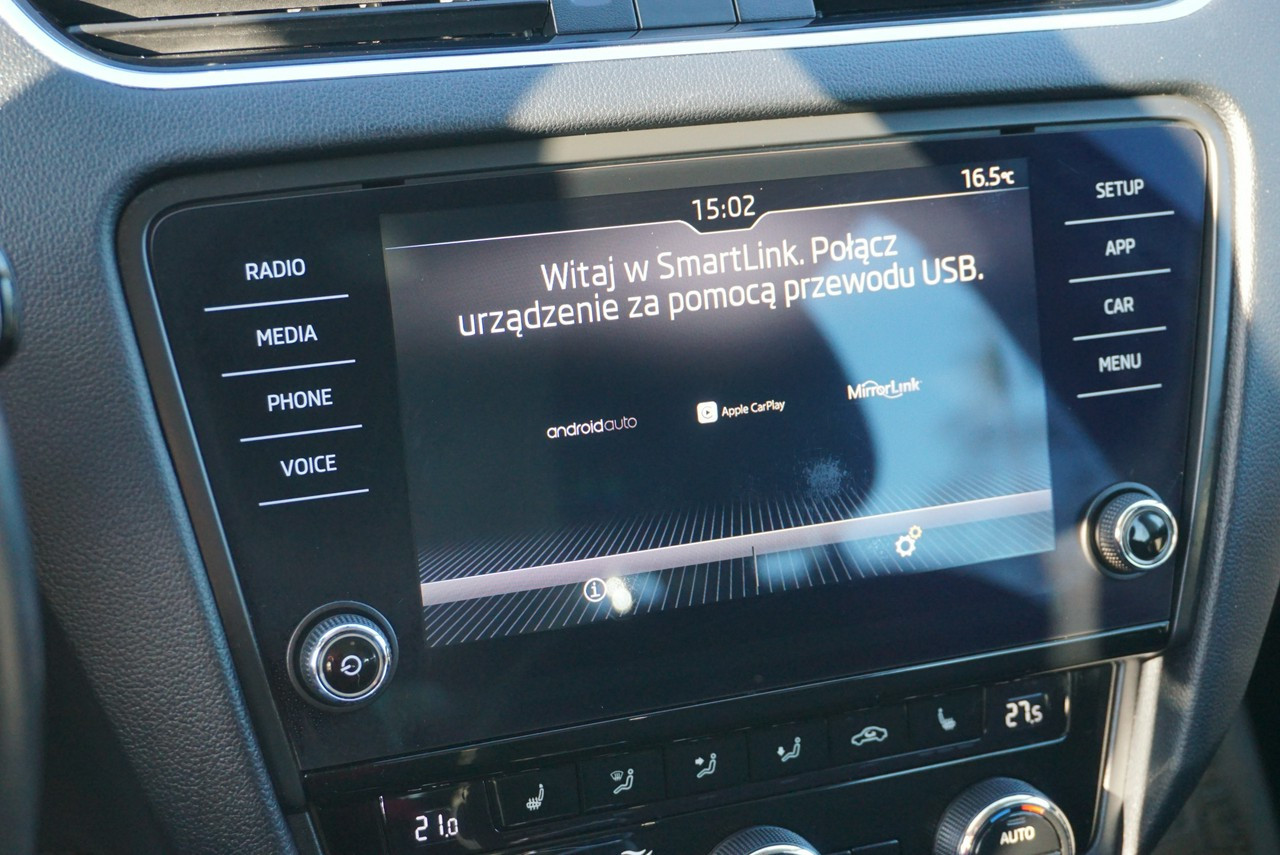 15:02
16.5°C
Witaj w SmartLink. Połącz
urządzenie za pomocą przewodu USB.
androidauto
Apple CarPlay
MirrorLink
RADIO
MEDIA
PHONE
VOICE
SETUP
APP
CAR
MENU
21.0
27.5
AUTO